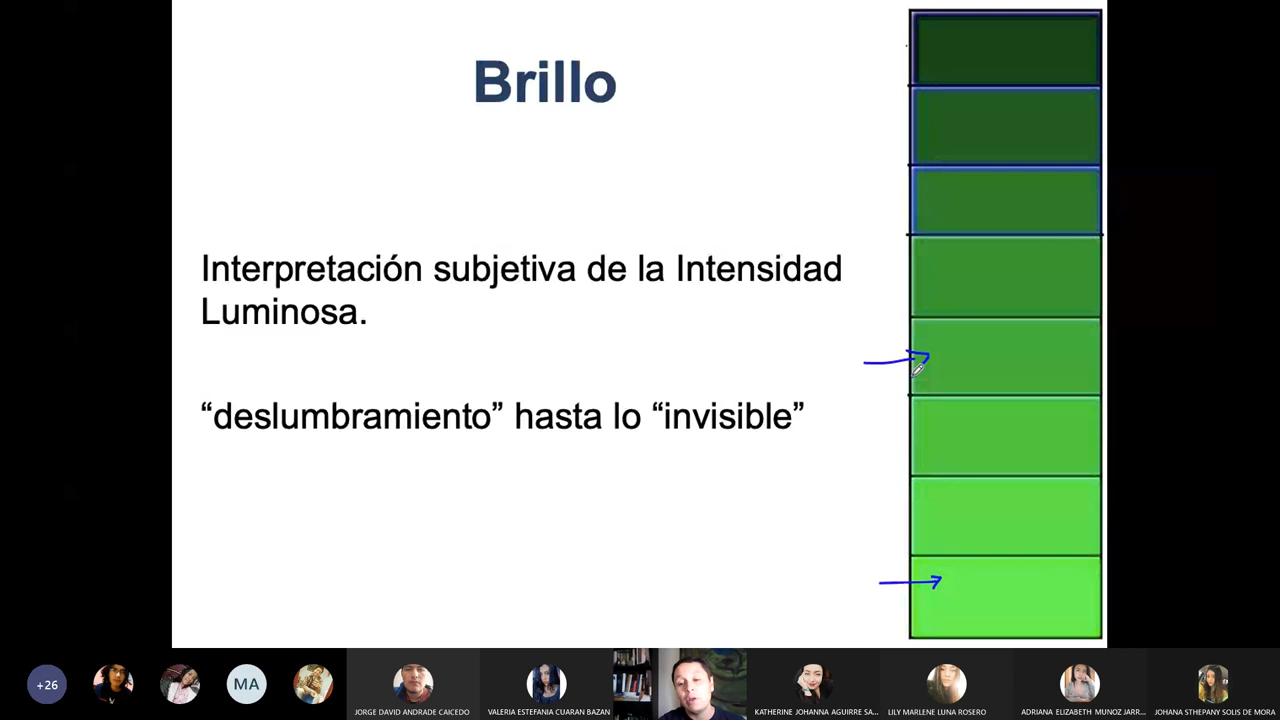 Brillo
Interpretación subjetiva de la Intensidad
Luminosa.
“deslumbramiento” hasta lo “invisible”
+26
MA
JORGE DAVID ANDRADE CAICEDO
VALERIA ESTEFANIA CUARAN BAZAN
KATHERINE JOHANNA AGUIRRE SA...
LILY MARLENE LUNA ROSERO
ADRIANA ELIZABETH MUNOZ JARR...
JOHANA STHEPANY SOLIS DE MORA